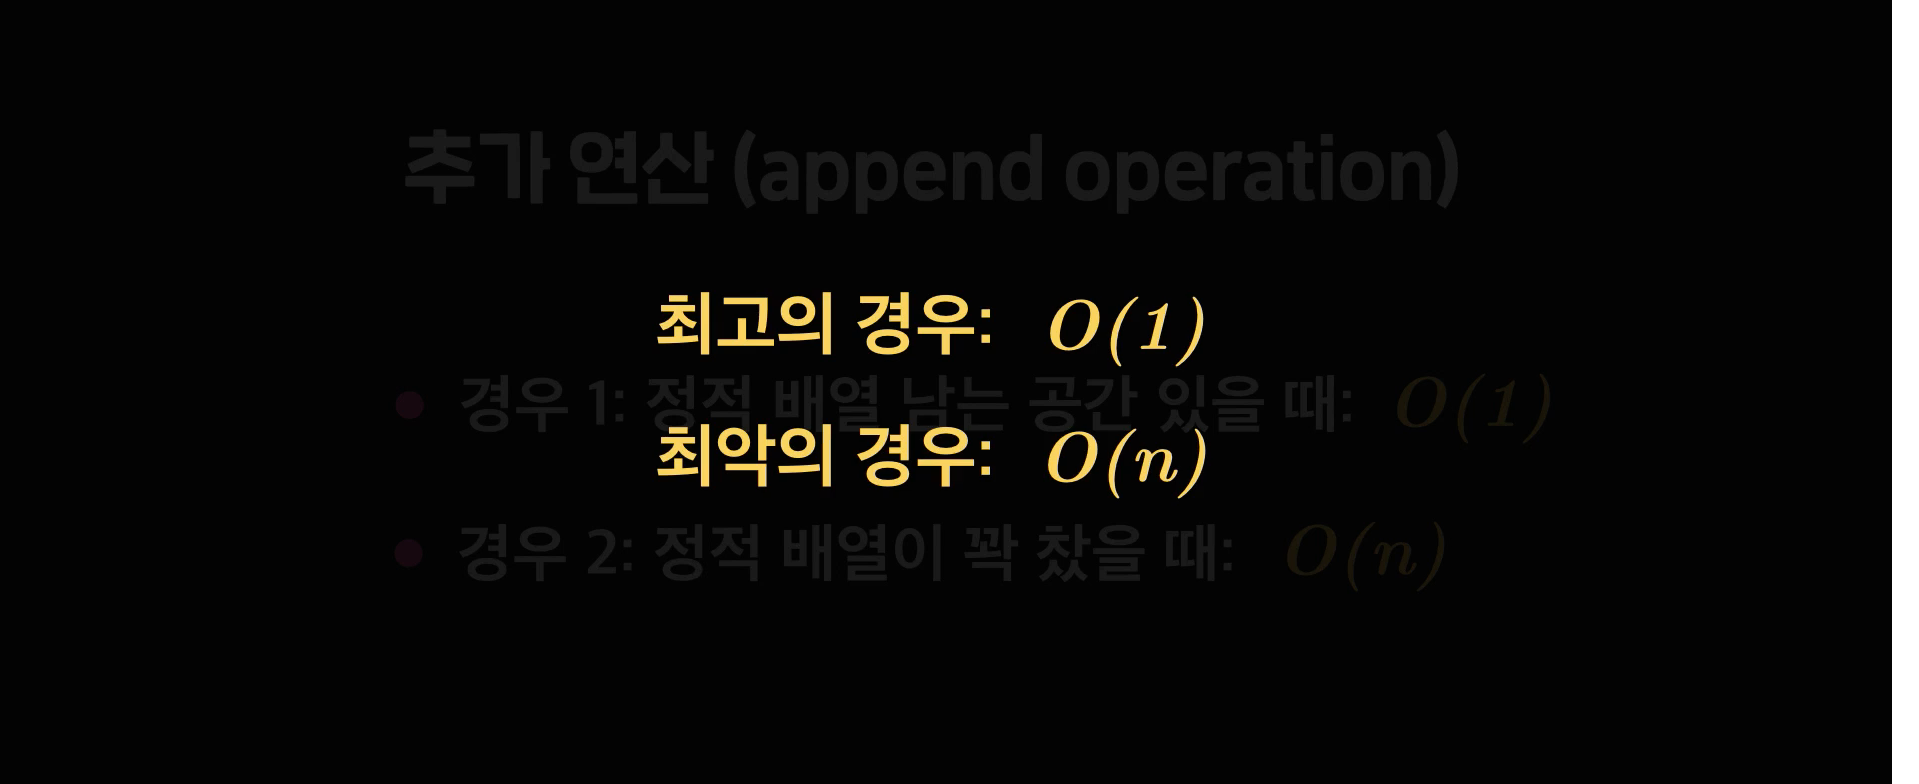 추가 연산 (append operation)
최고의 경우: O(1)
경우 1: 정적 배열 남는 공간 있을 때: O(1)
최악의 경우: O(n)
경우 2: 정적 배열이 꽉 찼을 때: O(n)